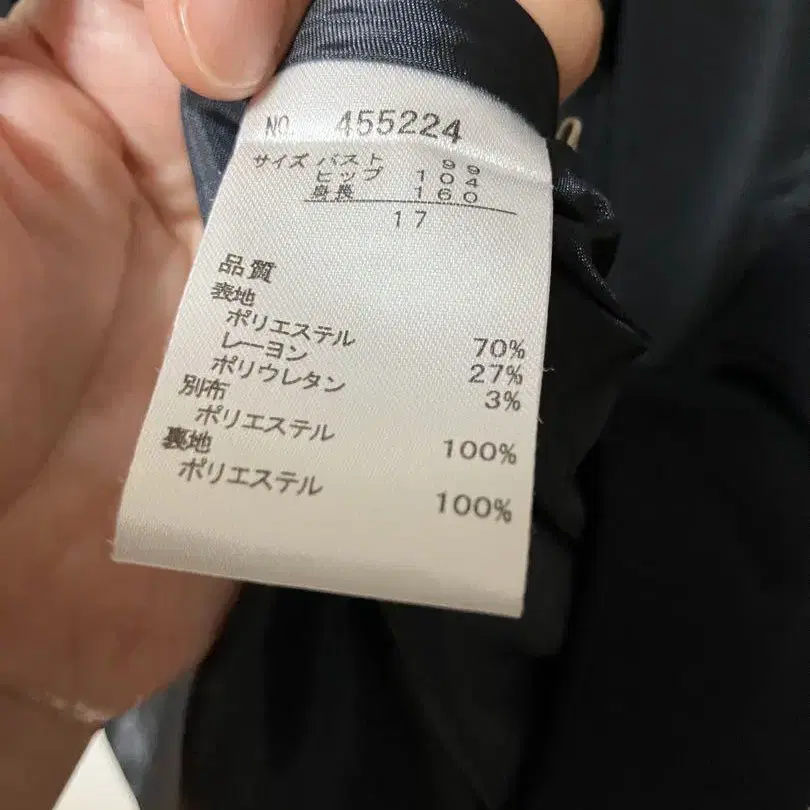 NO. 455224
サイズ バスト 99
ヒップ 104
身長 160
17
品質
表地
ポリエステル 70%
レーヨン 27%
ポリウレタン 3%
別布
ポリエステル 100%
裏地
ポリエステル 100%